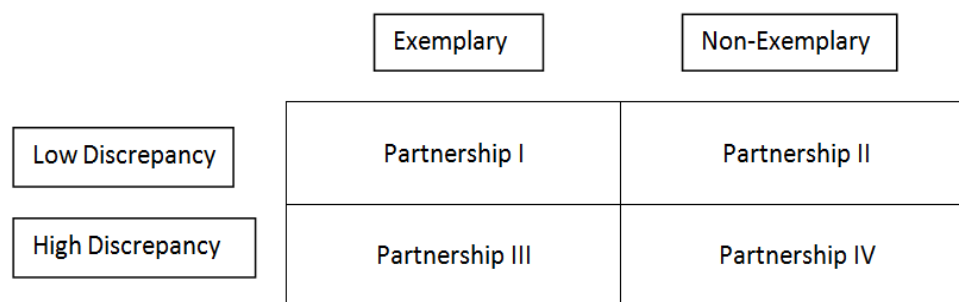 Exemplary Non-Exemplary
Low Discrepancy Partnership I Partnership II
High Discrepancy Partnership III Partnership IV